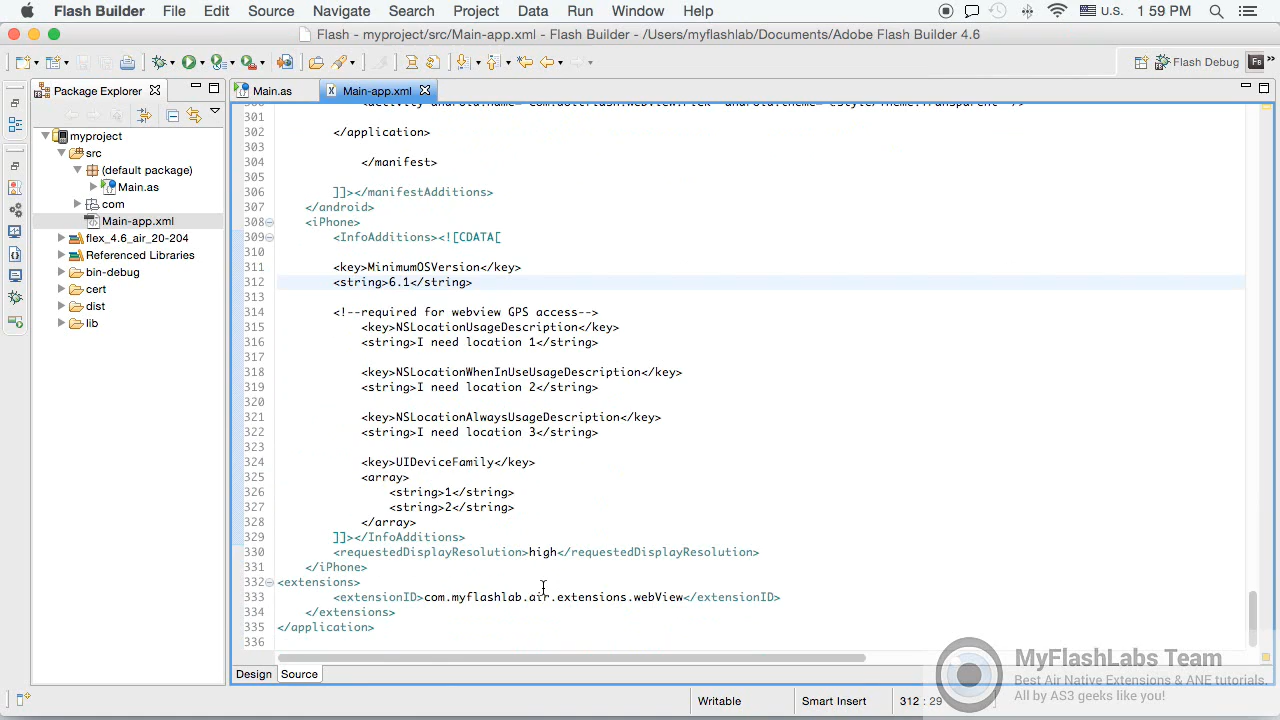 Flash Builder File Edit Source Navigate Search Project Data Run Window Help U.S. 1:59 PM
Flash - myproject/src/Main-app.xml - Flash Builder - /Users/myflashlab/Documents/Adobe Flash Builder 4.6
Flash Debug Fb
Package Explorer
Main.as
Main-app.xml
myproject
src
(default package)
Main.as
com
Main-app.xml
flex_4.6_air_20-204
Referenced Libraries
bin-debug
cert
dist
lib
301
302 </application>
303
304 </manifest>
305
306 ]]></manifestAdditions>
307 </android>
308 <iPhone>
309 <InfoAdditions><![CDATA[
310
311 <key>MinimumOSVersion</key>
312 <string>6.1</string>
313
314 <!--required for webview GPS access-->
315 <key>NSLocationUsageDescription</key>
316 <string>I need location 1</string>
317
318 <key>NSLocationWhenInUseUsageDescription</key>
319 <string>I need location 2</string>
320
321 <key>NSLocationAlwaysUsageDescription</key>
322 <string>I need location 3</string>
323
324 <key>UIDeviceFamily</key>
325 <array>
326 <string>1</string>
327 <string>2</string>
328 </array>
329 ]]></InfoAdditions>
330 <requestedDisplayResolution>high</requestedDisplayResolution>
331 </iPhone>
332 <extensions>
333 <extensionID>com.myflashlab.air.extensions.webView</extensionID>
334 </extensions>
335 </application>
336
Design Source
Writable Smart Insert 312 : 29
MyFlashLabs Team
Best Air Native Extensions & ANE tutorials.
All by AS3 geeks like you!